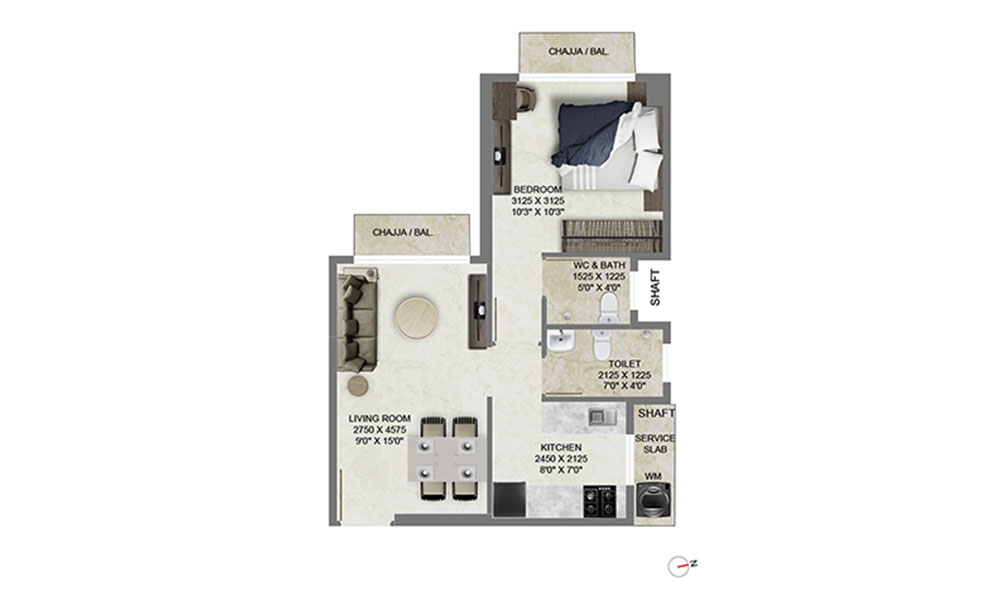 CHAJJA / BAL.
BEDROOM
3125 X 3125
10'3" X 10'3"
CHAJJA / BAL.
WC & BATH
1525 X 1225
5'0" X 4'0"
SHAFT
TOILET
2125 X 1225
7'0" X 4'0"
LIVING ROOM
2750 X 4575
9'0" X 15'0"
KITCHEN
2450 X 2125
8'0" X 7'0"
SHAFT
SERVICE
SLAB
WM
N